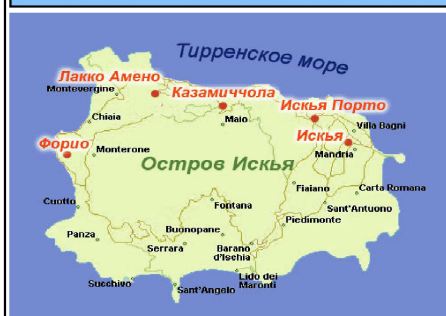 Тирренское море
Лакко Амено
Montevergine
Казамиччола
Искья Порто
Chiaia
Maio
Villa Bagni
Искья
Форио
Monterone
Mandria
Остров Искья
Fiaiano
Carta Romana
Cuotto
Fontana
Sant'Antuono
Buonopane
Piedimonte
Panza
Serrara
Barano
d'Ischia
Lido dei
Maronti
Succhivo
Sant'Angelo